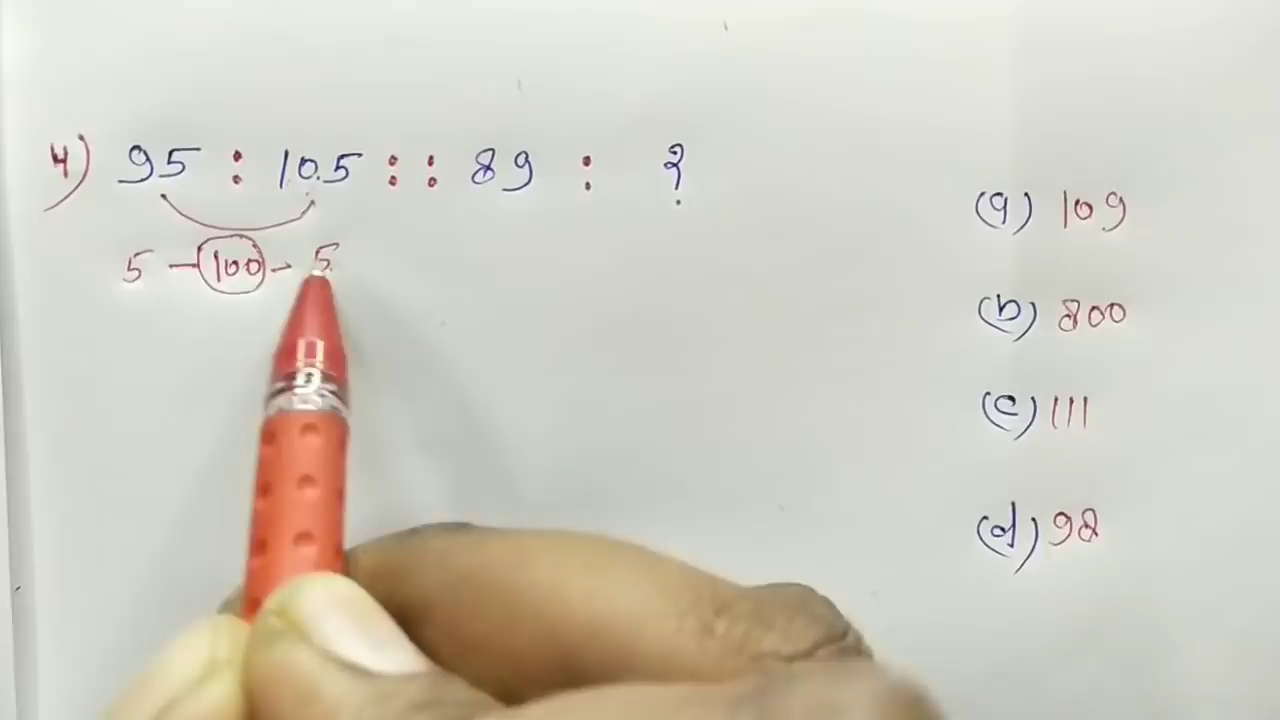 4) 95 : 105 :: 89 : ?
5 - 100 - 5
(a) 109
(b) 800
(c) 111
(d) 98